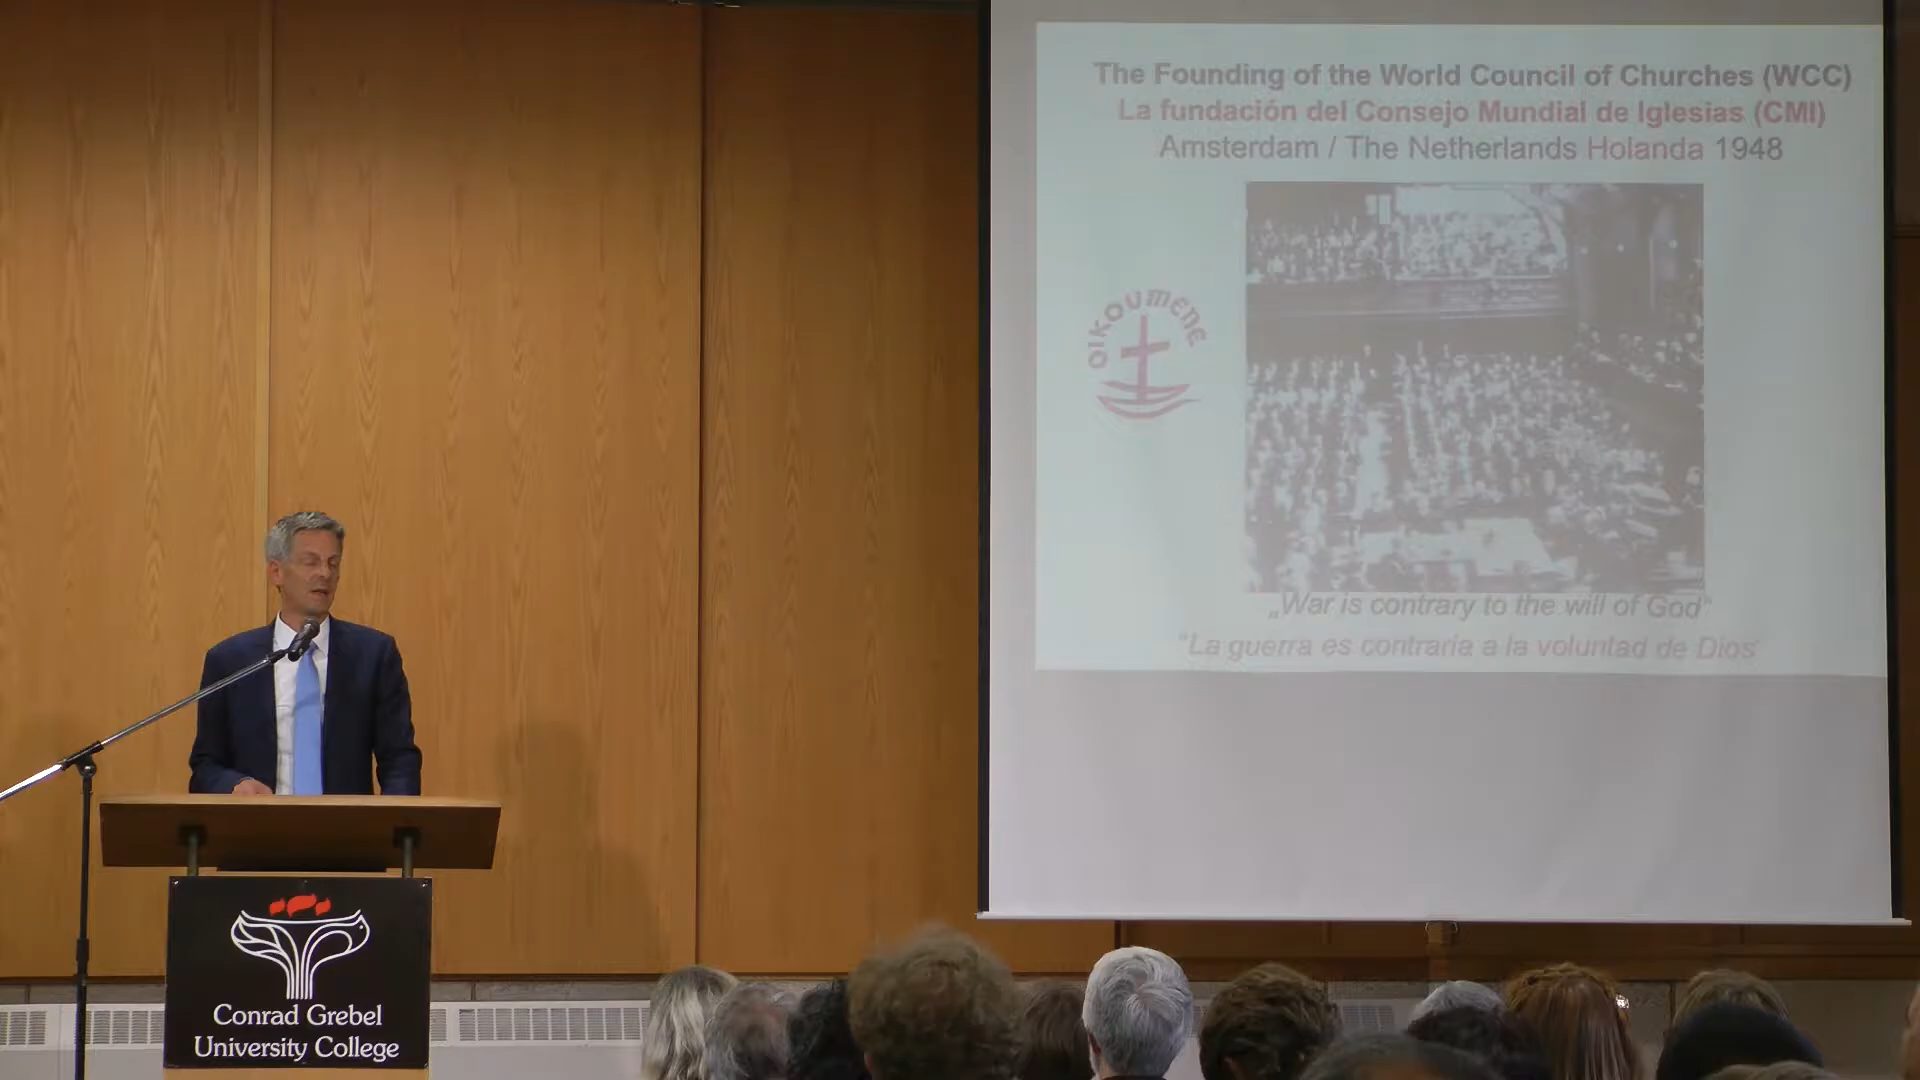 The Founding of the World Council of Churches (WCC)
La fundación del Consejo Mundial de Iglesias (CMI)
Amsterdam / The Netherlands Holanda 1948
OIKOUMENE
„War is contrary to the will of God"
"La guerra es contraria a la voluntad de Dios
Conrad Grebel
University College